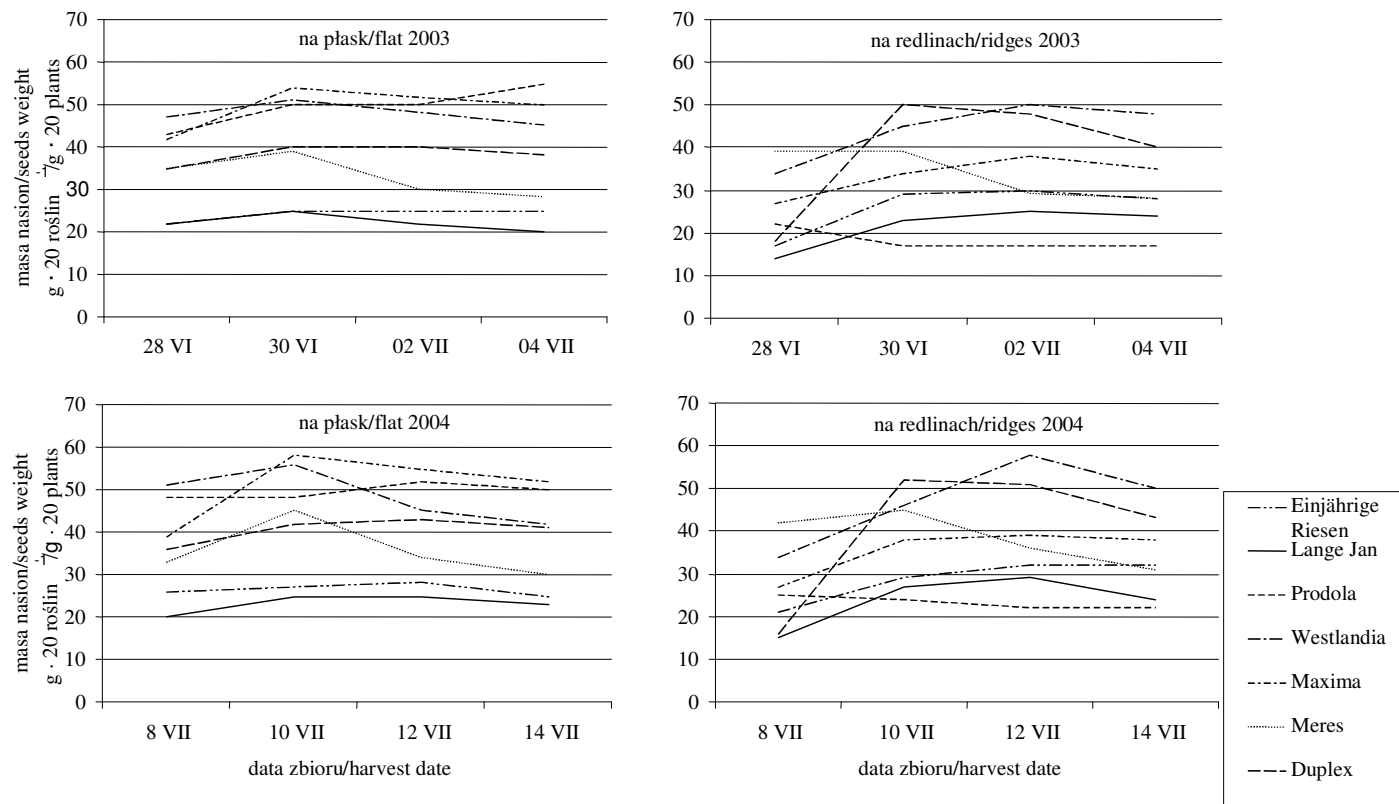 na płask/flat 2003
70
60
50
40
30
20
10
0
masa nasion/seeds weight
g · 20 roślin ⁻¹/g · 20 plants
28 VI 30 VI 02 VII 04 VII
na redlinach/ridges 2003
70
60
50
40
30
20
10
0
28 VI 30 VI 02 VII 04 VII
na płask/flat 2004
70
60
50
40
30
20
10
0
masa nasion/seeds weight
g · 20 roślin ⁻¹/g · 20 plants
8 VII 10 VII 12 VII 14 VII
data zbioru/harvest date
na redlinach/ridges 2004
70
60
50
40
30
20
10
0
8 VII 10 VII 12 VII 14 VII
data zbioru/harvest date
Einjährige
Riesen
Lange Jan
Prodola
Westlandia
Maxima
Meres
Duplex